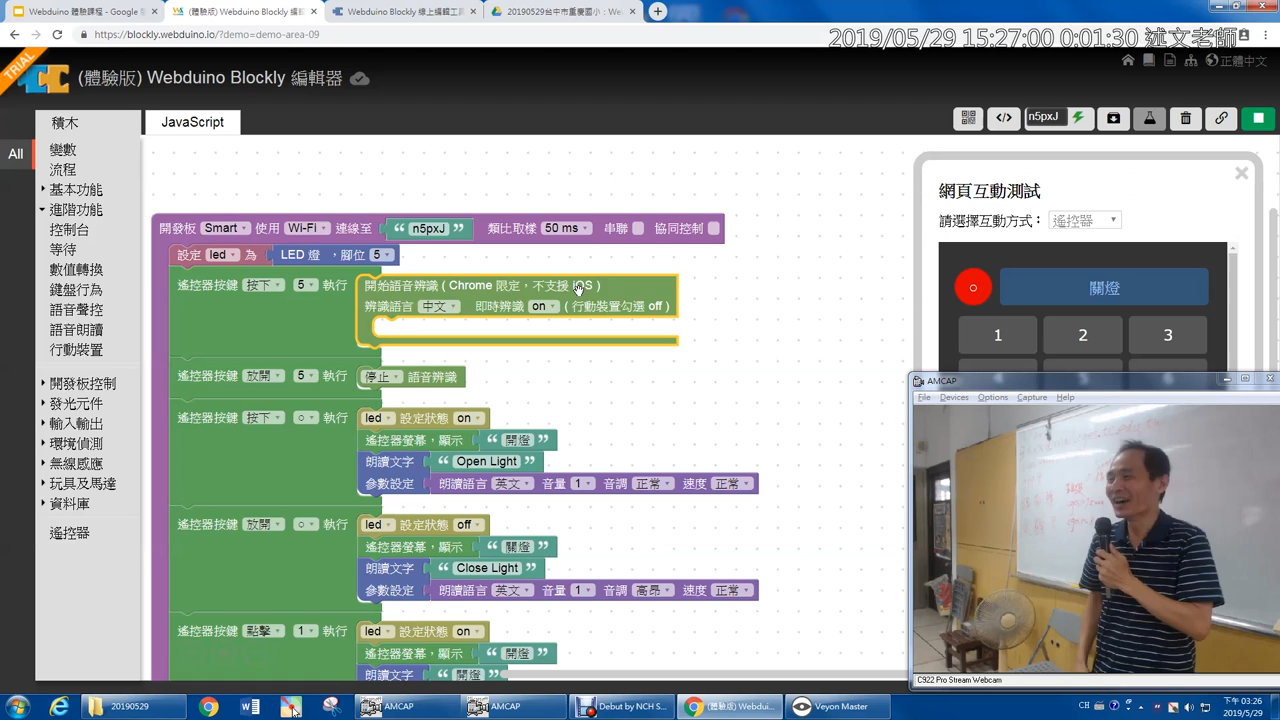 Webduino 體驗課程 - Google
(體驗版) Webduino Blockly 編輯
Webduino Blockly 線上編輯工具
20190529台中市重慶國小：We
https://blockly.webduino.io/?demo=demo-area-09
2019/05/29 15:27:00 0:01:30 述文老師
TRIAL
(體驗版) Webduino Blockly 編輯器
正體中文
積木
JavaScript
n5pxJ
All
變數
流程
基本功能
進階功能
控制台
等待
數值轉換
鍵盤行為
語音聲控
語音朗讀
行動裝置
開發板控制
發光元件
輸入輸出
環境偵測
無線感應
玩具及馬達
資料庫
遙控器
開發板 Smart 使用 Wi-Fi 連線至 “ n5pxJ ” 類比取樣 50 ms 串聯 協同控制
設定 led 為 LED 燈 ，腳位 5
遙控器按鍵 按下 5 執行 開始語音辨識 ( Chrome 限定，不支援 iOS )
辨識語言 中文 即時辨識 on ( 行動裝置勾選 off )
遙控器按鍵 放開 5 執行 停止 語音辨識
遙控器按鍵 按下 ○ 執行 led 設定狀態 on
遙控器螢幕，顯示 “ 開燈 ”
朗讀文字 “ Open Light ”
參數設定 朗讀語言 英文 音量 1 音調 正常 速度 正常
遙控器按鍵 放開 ○ 執行 led 設定狀態 off
遙控器螢幕，顯示 “ 關燈 ”
朗讀文字 “ Close Light ”
參數設定 朗讀語言 英文 音量 1 音調 高昂 速度 正常
遙控器按鍵 點擊 1 執行 led 設定狀態 on
遙控器螢幕，顯示 “ 開燈 ”
朗讀文字 “ 開燈 ”
網頁互動測試
請選擇互動方式： 遙控器
○ 關燈
1 2 3
AMCAP
File Devices Options Capture Help
C922 Pro Stream Webcam
20190529
AMCAP
AMCAP
Debut by NCH S...
(體驗版) Webdui...
Veyon Master
CH
下午 03:26
2019/5/29